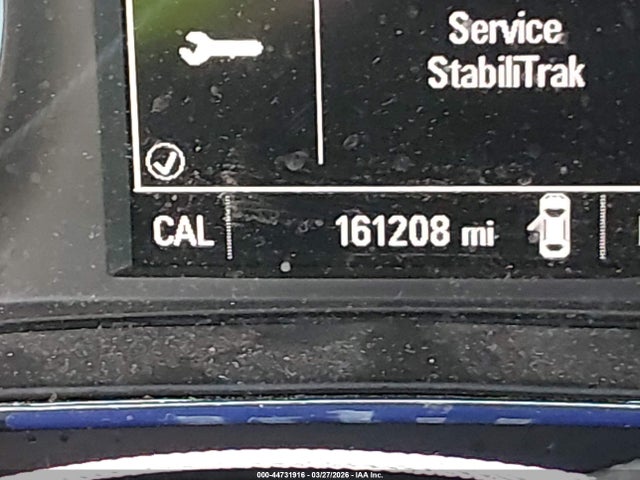 Service
StabiliTrak
CAL 161208 mi
000-44731916 - 03/27/2026 - IAA Inc.